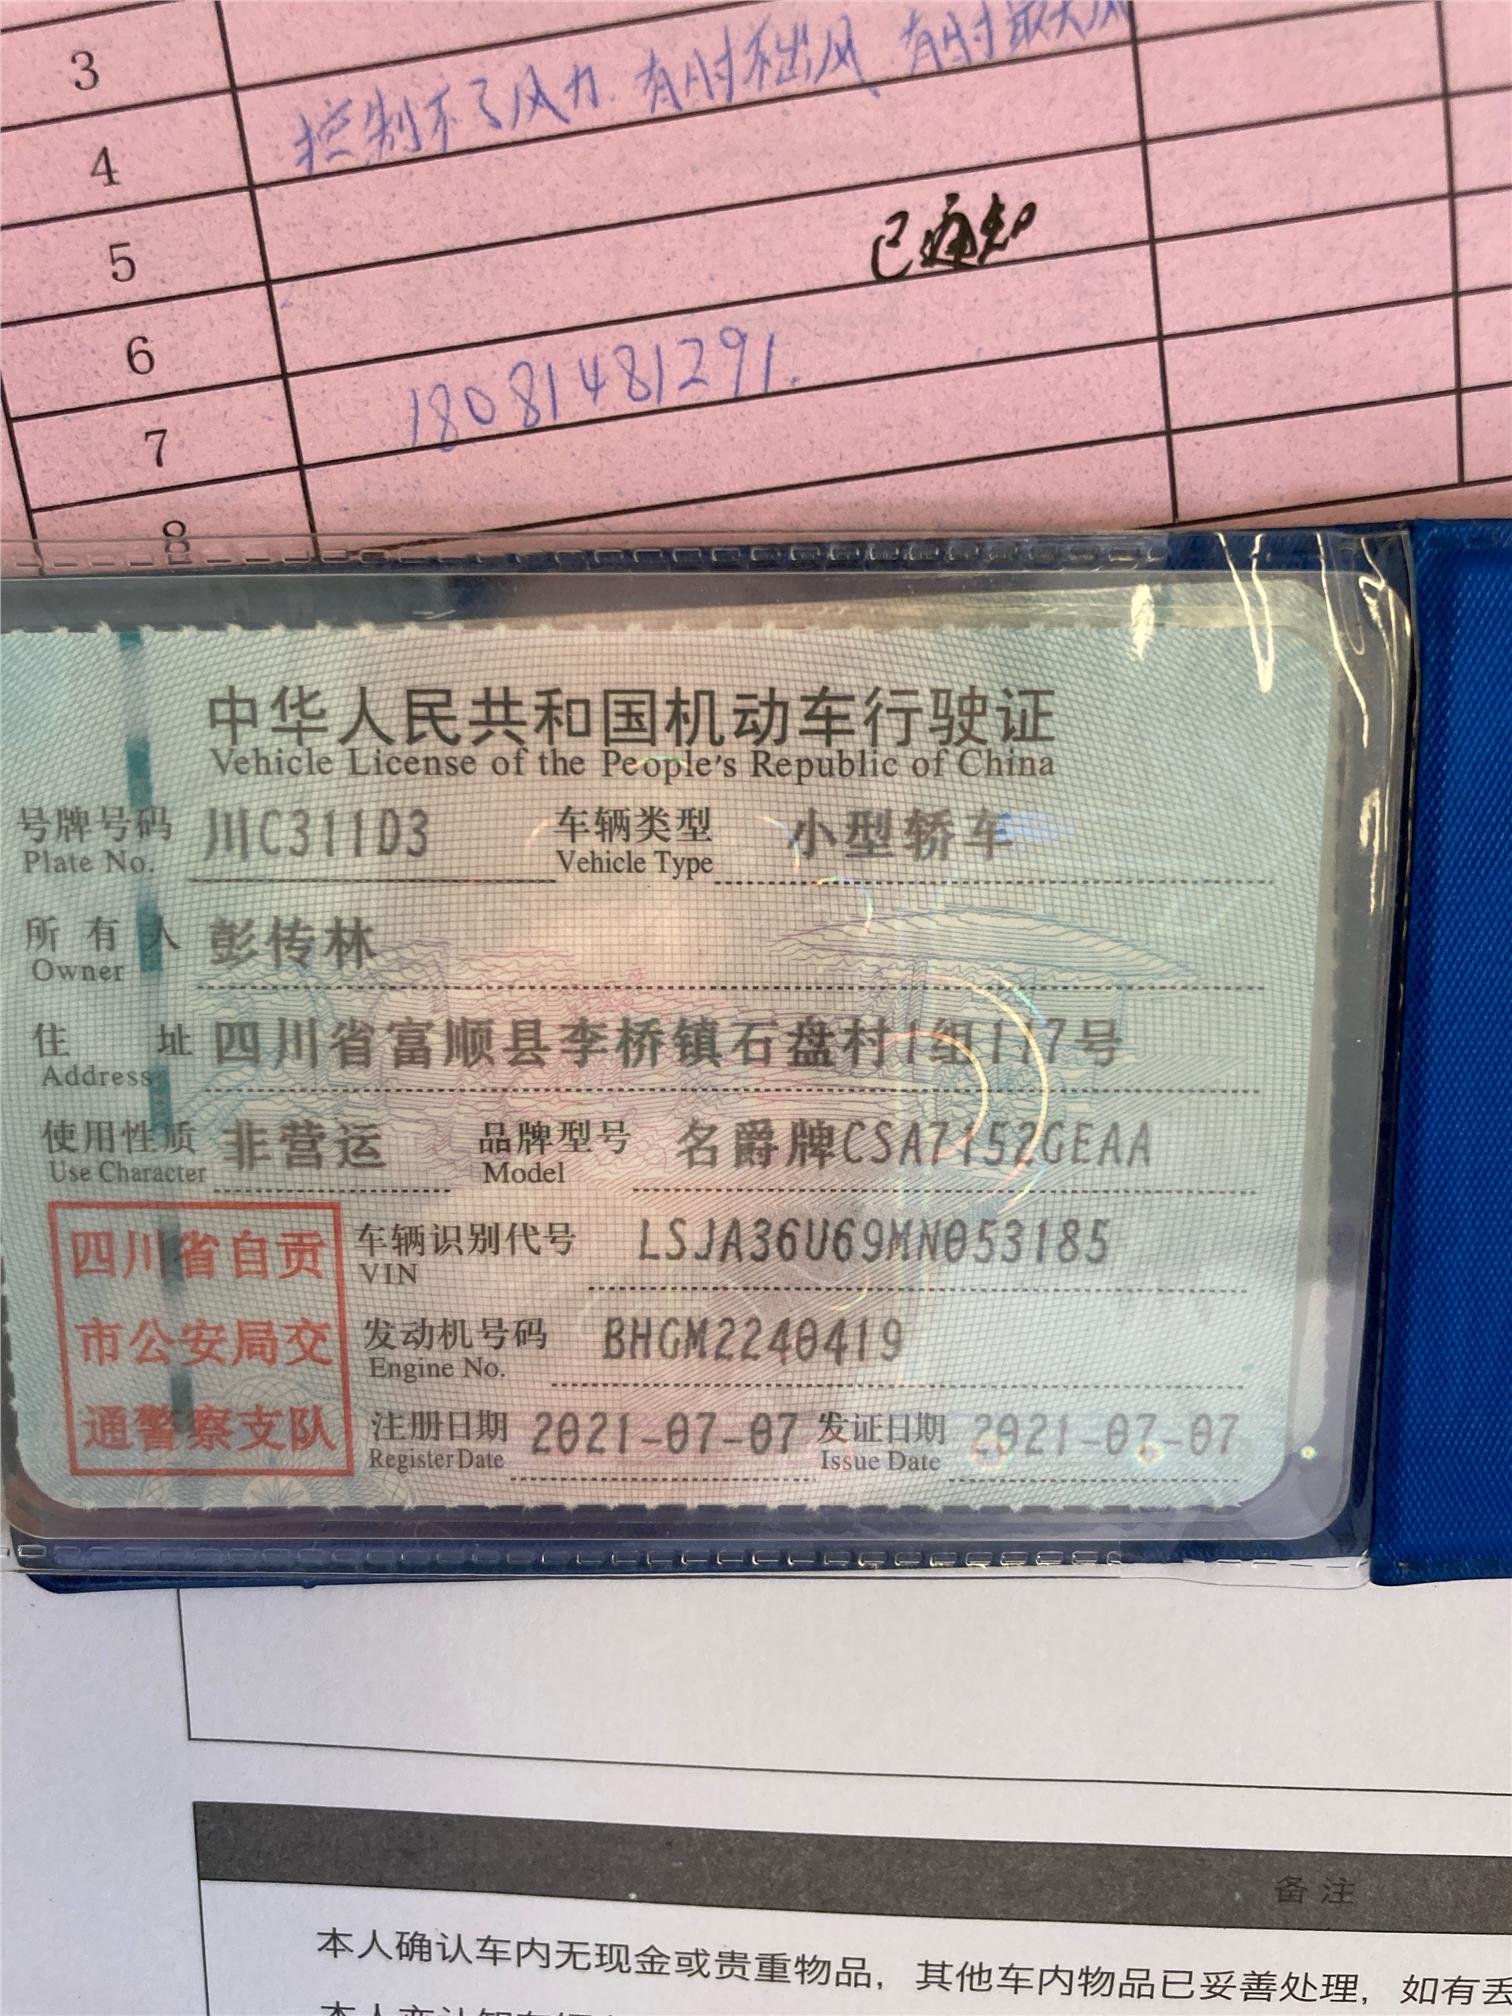 3
控制不了风力. 有时不出风 有时最大风
4
5
已通知
6
18081481291.
7
8
中华人民共和国机动车行驶证
Vehicle License of the People's Republic of China
号牌号码 川C311D3 车辆类型 小型轿车
Plate No. Vehicle Type
所有人 彭传林
Owner
住址 四川省富顺县李桥镇石盘村1组117号
Address
使用性质 非营运 品牌型号 名爵牌CSA7152GEAA
Use Character Model
四川省自贡
市公安局交
通警察支队
车辆识别代号 LSJA36U69MN053185
VIN
发动机号码 BHGM2240419
Engine No.
注册日期 2021-07-07 发证日期 2021-07-07
Register Date Issue Date
备注
本人确认车内无现金或贵重物品，其他车内物品已妥善处理，如有丢